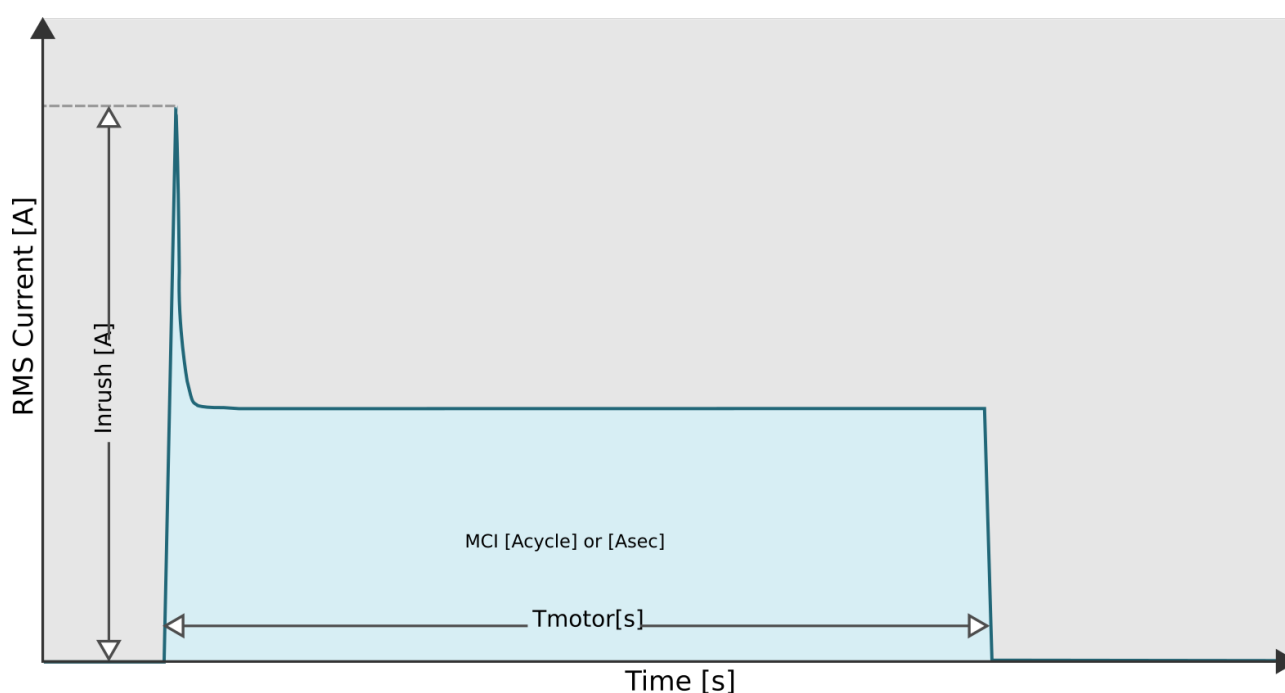 RMS Current [A]
Inrush [A]
MCI [Acycle] or [Asec]
Tmotor[s]
Time [s]